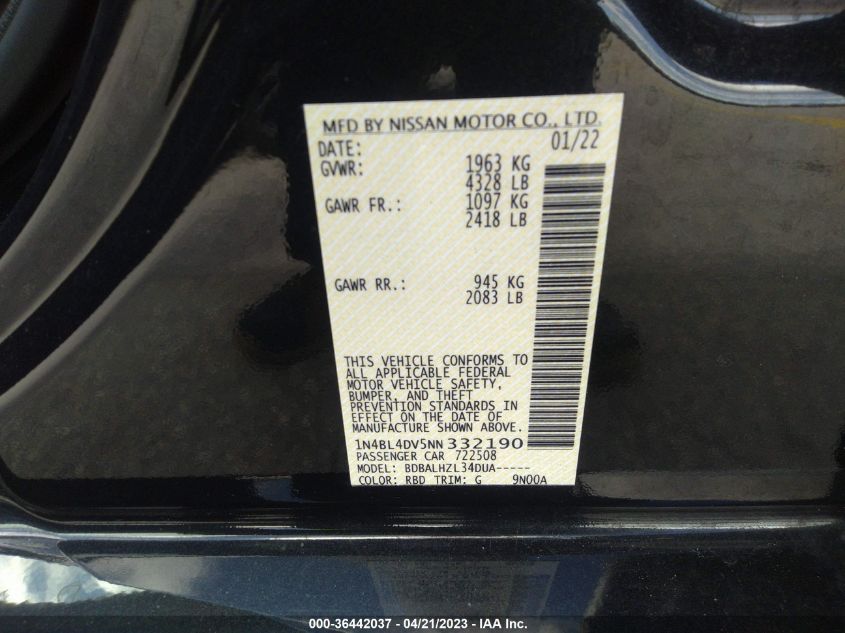 MFD BY NISSAN MOTOR CO., LTD.
DATE: 01/22
GVWR: 1963 KG
4328 LB
GAWR FR.: 1097 KG
2418 LB
GAWR RR.: 945 KG
2083 LB
THIS VEHICLE CONFORMS TO
ALL APPLICABLE FEDERAL
MOTOR VEHICLE SAFETY,
BUMPER, AND THEFT
PREVENTION STANDARDS IN
EFFECT ON THE DATE OF
MANUFACTURE SHOWN ABOVE.
1N4BL4DV5NN 332190
PASSENGER CAR 722508
MODEL: BDBALHZL34DUA-----
COLOR: RBD TRIM: G 9N00A
000-36442037 - 04/21/2023 - IAA Inc.